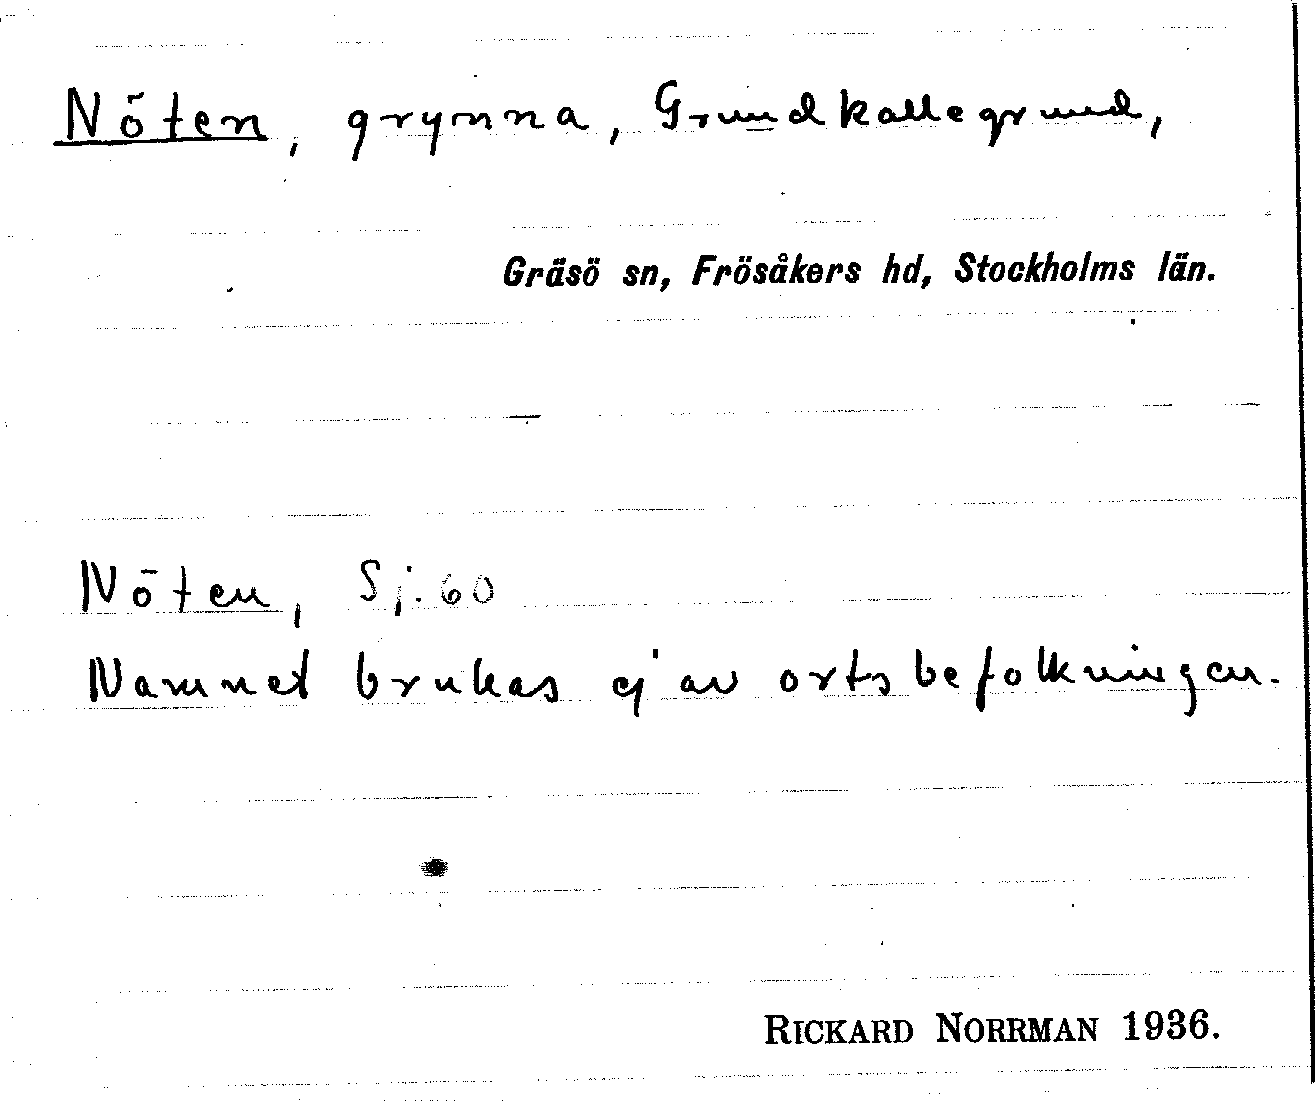 Nöten, grynna, Grundkallegrund,
Gräsö sn, Frösåkers hd, Stockholms län.
Nöten, Sj. 60
Namnet brukas ej av ortsbefolkningen.
RICKARD NORRMAN 1936.